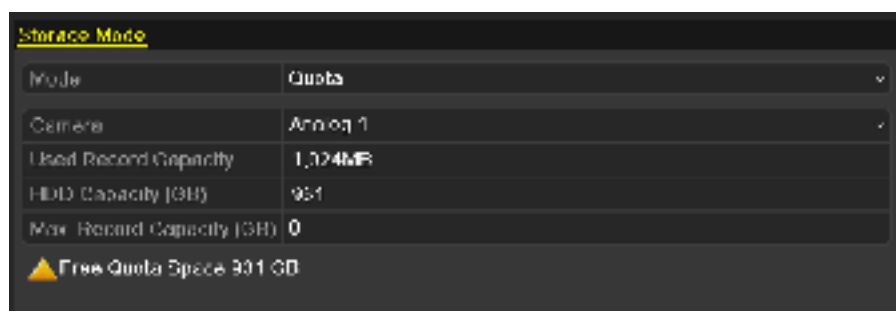 Storage Mode
Mode Quota
Camera Analog 1
Used Record Capacity 1,024MB
HDD Capacity (GB) 931
Max. Record Capacity (GB) 0
Free Quota Space 931 GB